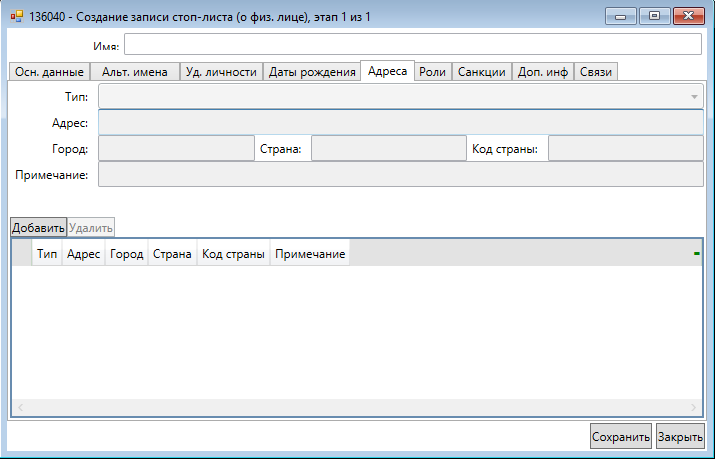 136040 - Создание записи стоп-листа (о физ. лице), этап 1 из 1
Имя:
Осн. данные Альт. имена Уд. личности Даты рождения Адреса Роли Санкции Доп. инф Связи
Тип:
Адрес:
Город: Страна: Код страны:
Примечание:
Добавить Удалить
Тип Адрес Город Страна Код страны Примечание
Сохранить Закрыть